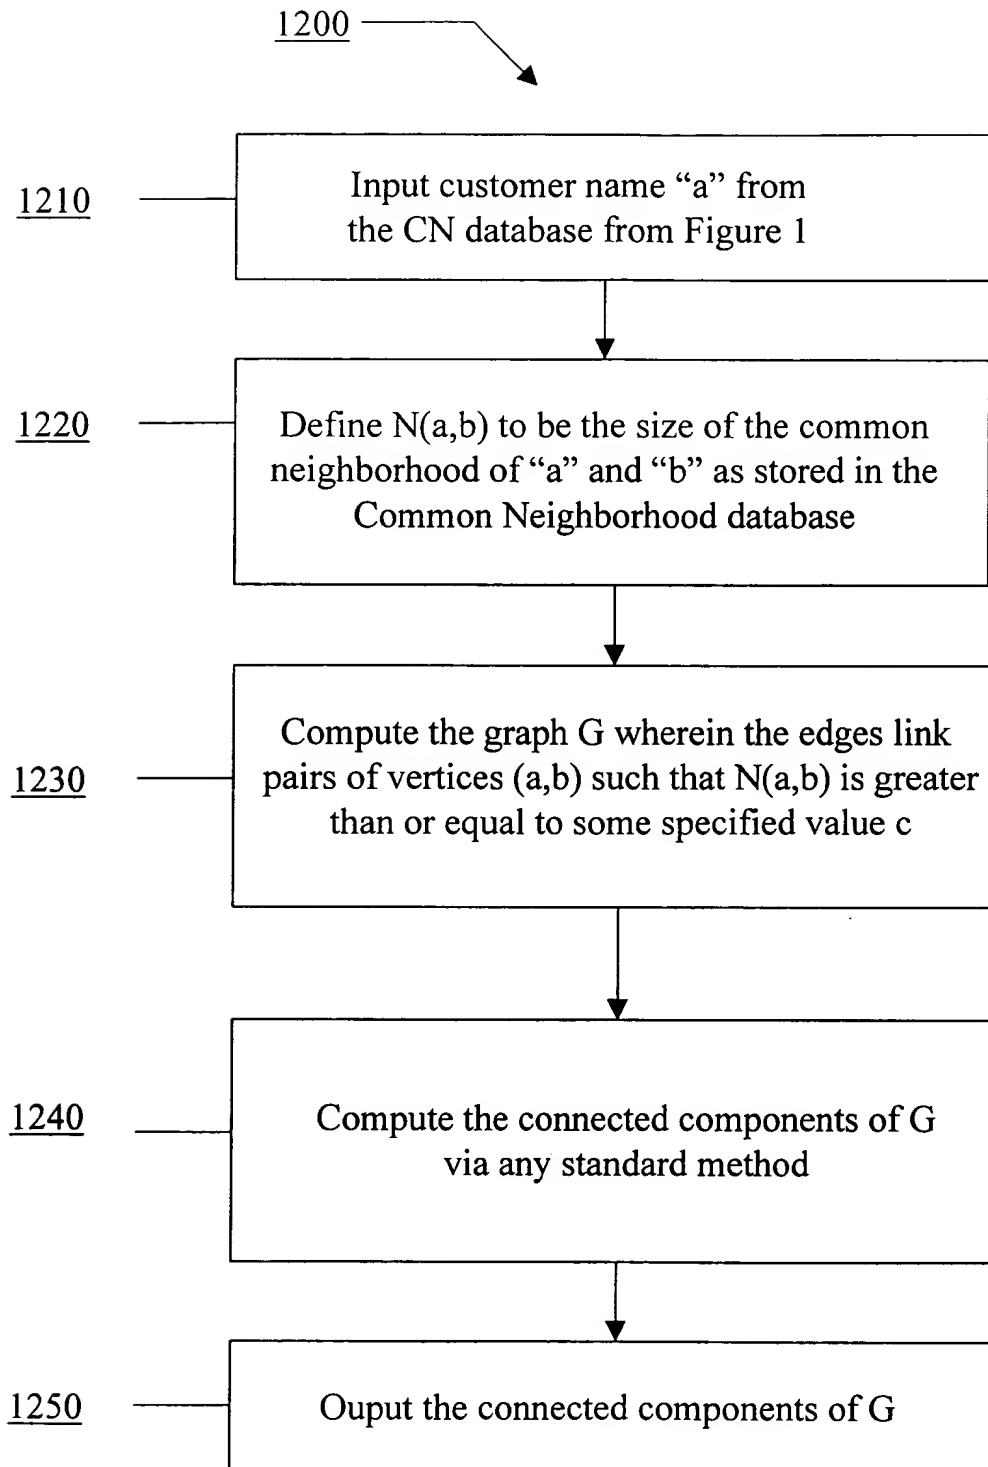 1200
1210
Input customer name “a” from
the CN database from Figure 1
1220
Define N(a,b) to be the size of the common
neighborhood of “a” and “b” as stored in the
Common Neighborhood database
1230
Compute the graph G wherein the edges link
pairs of vertices (a,b) such that N(a,b) is greater
than or equal to some specified value c
1240
Compute the connected components of G
via any standard method
1250
Ouput the connected components of G